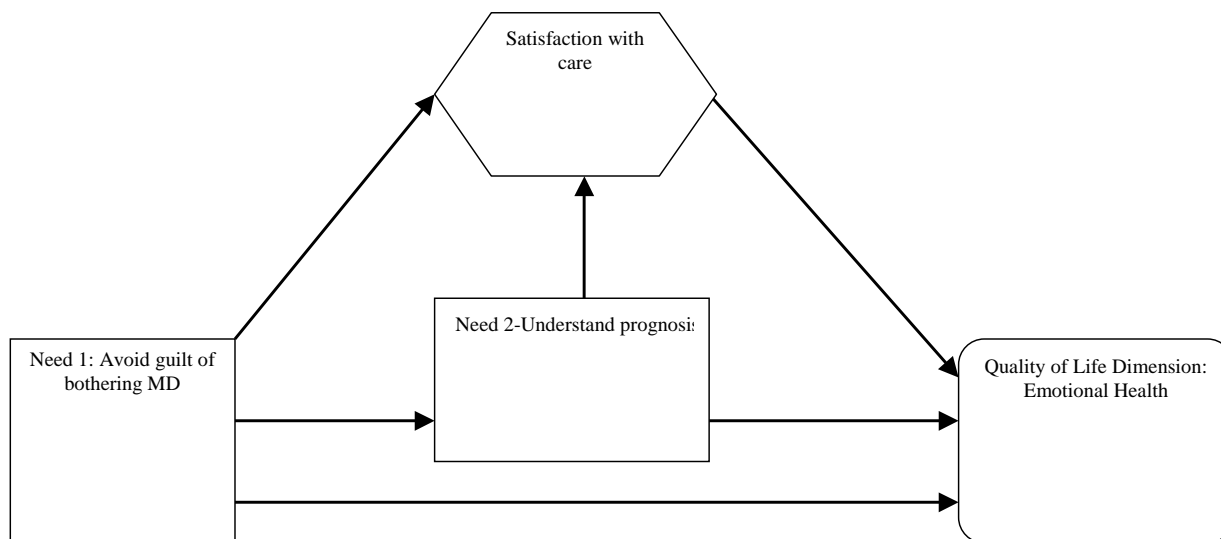 Satisfaction with
care
Need 2-Understand prognosis
Need 1: Avoid guilt of
bothering MD
Quality of Life Dimension:
Emotional Health